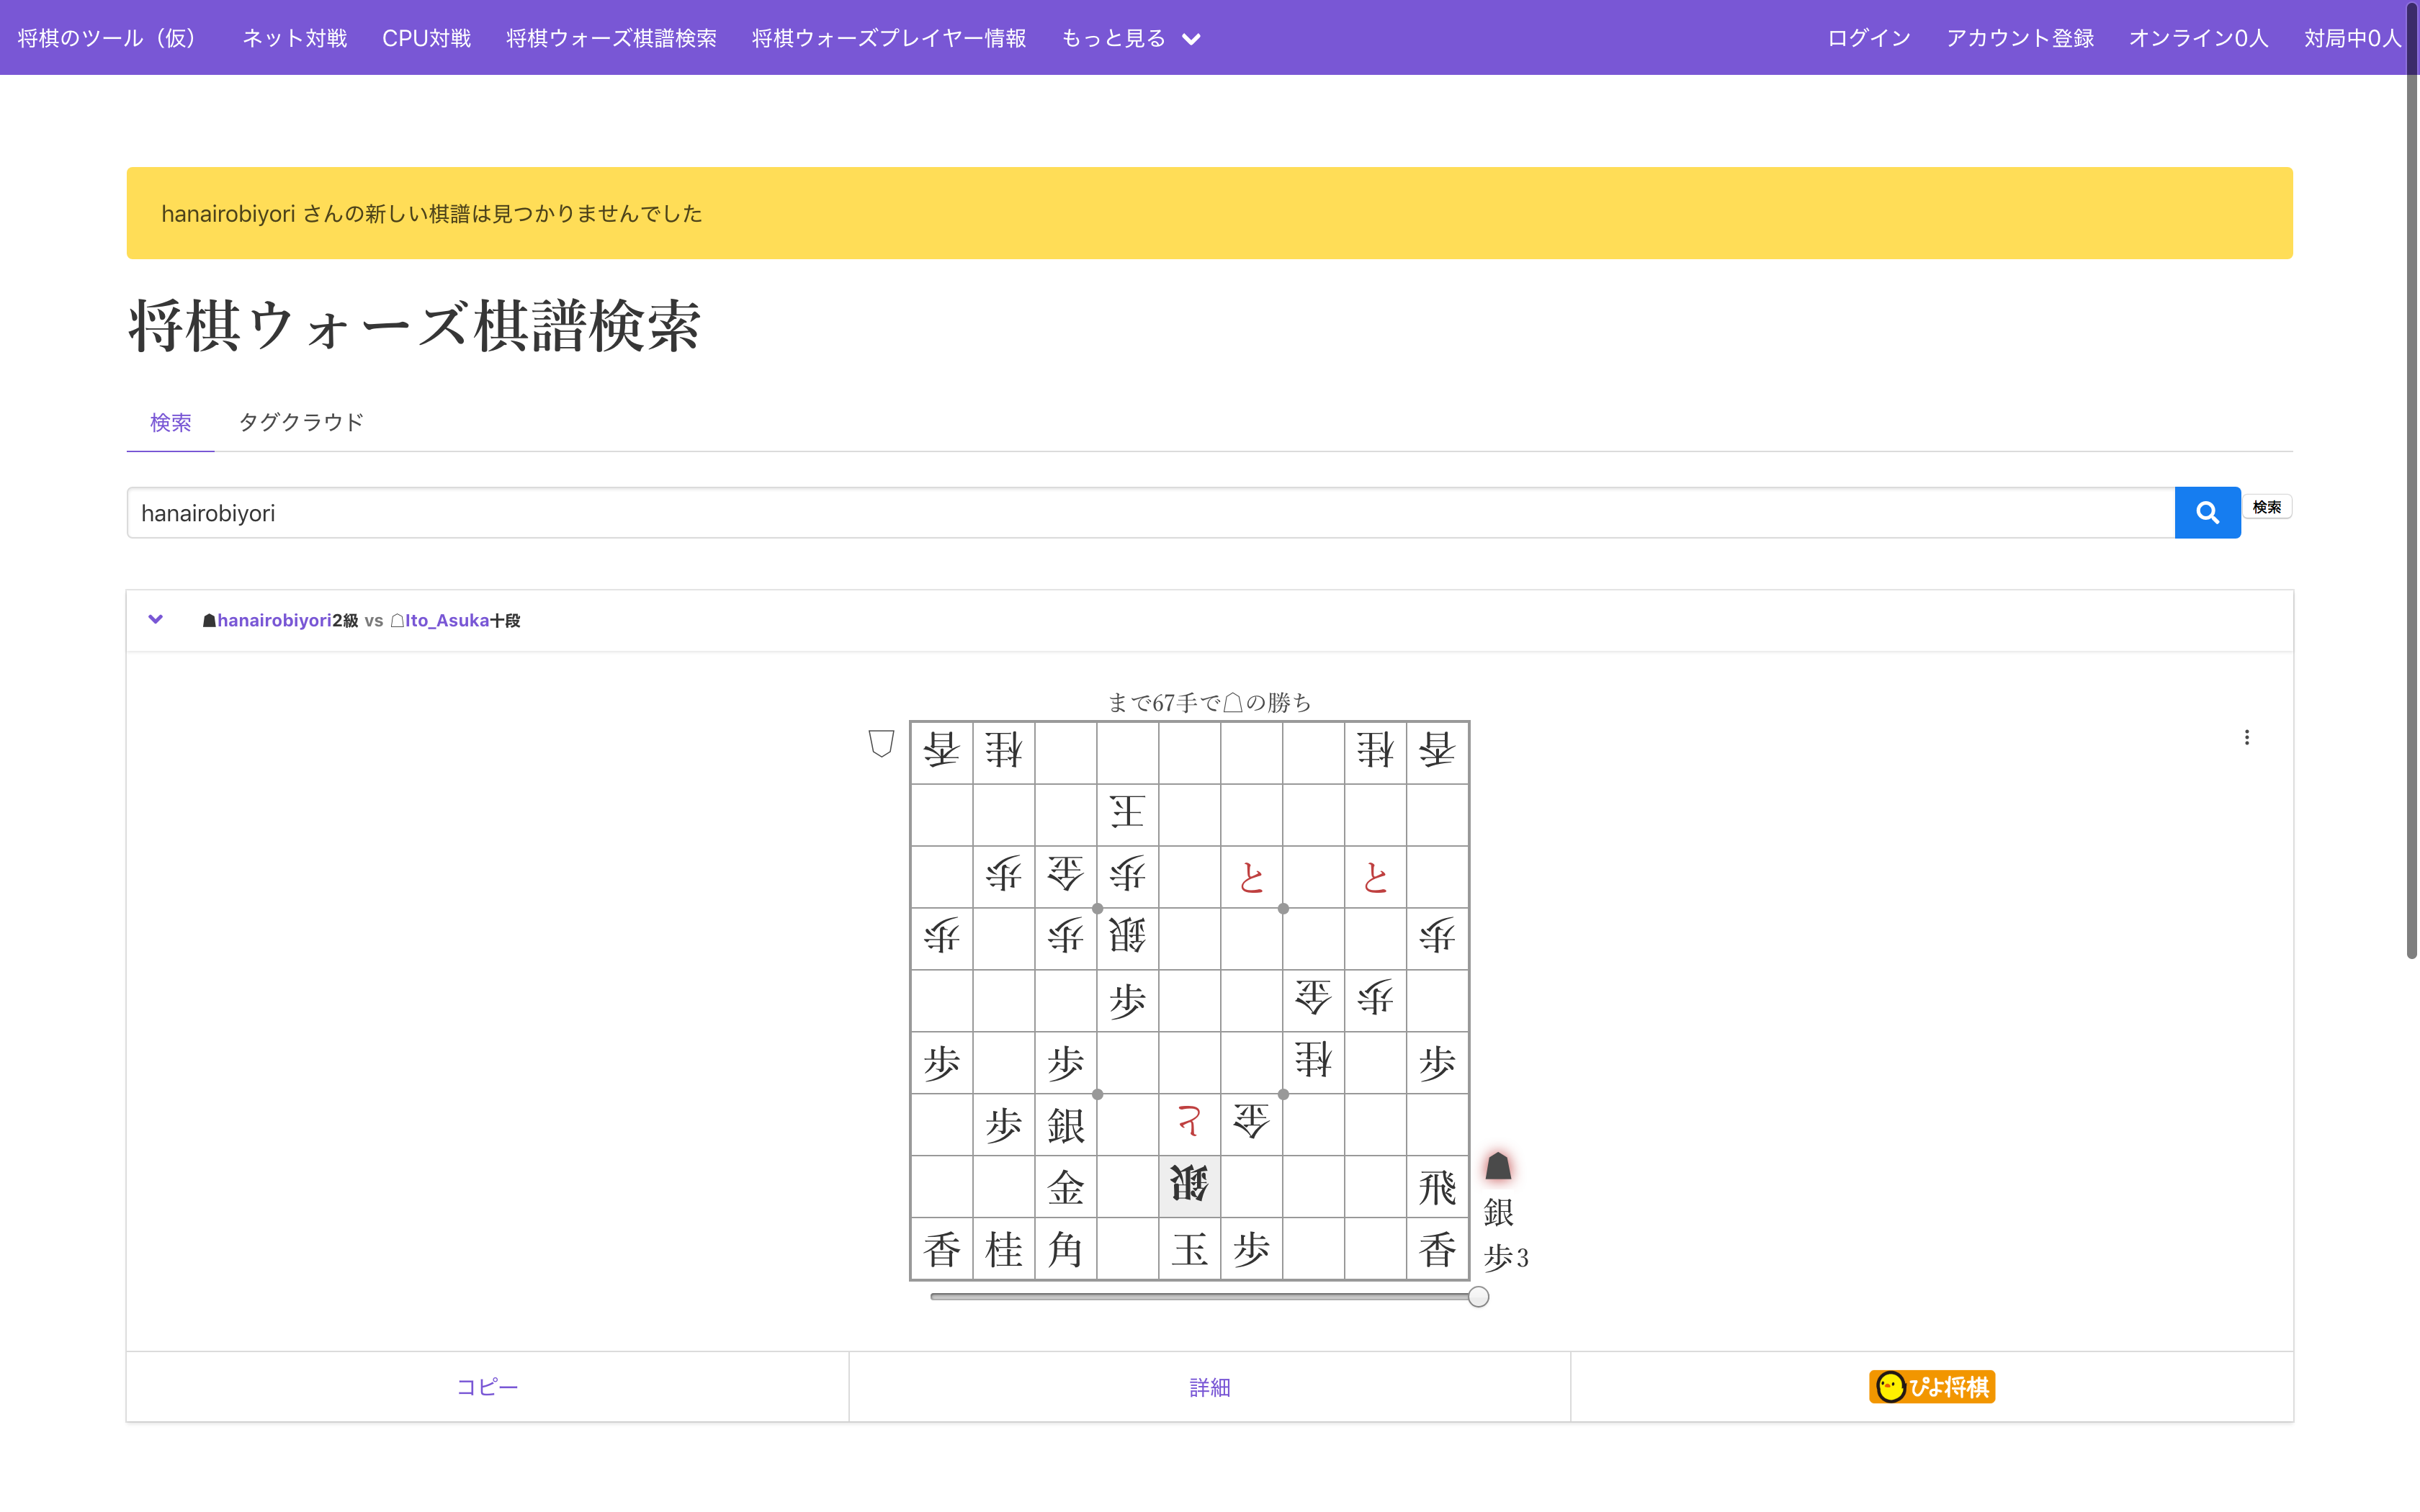 将棋のツール（仮） ネット対戦 CPU対戦 将棋ウォーズ棋譜検索 将棋ウォーズプレイヤー情報 もっと見る ログイン アカウント登録 オンライン0人 対局中0人
hanairobiyori さんの新しい棋譜は見つかりませんでした
将棋ウォーズ棋譜検索
検索 タグクラウド
hanairobiyori 検索
☗hanairobiyori2級 vs ☖Ito_Asuka十段
まで67手で☖の勝ち
香 桂 桂 香
王
歩 金 歩 と と
歩 歩 銀 歩
歩 金 歩
歩 歩 桂 歩
歩 銀 と 金
金 銀 飛
香 桂 角 玉 歩 香
銀
歩3
コピー 詳細 ぴよ将棋